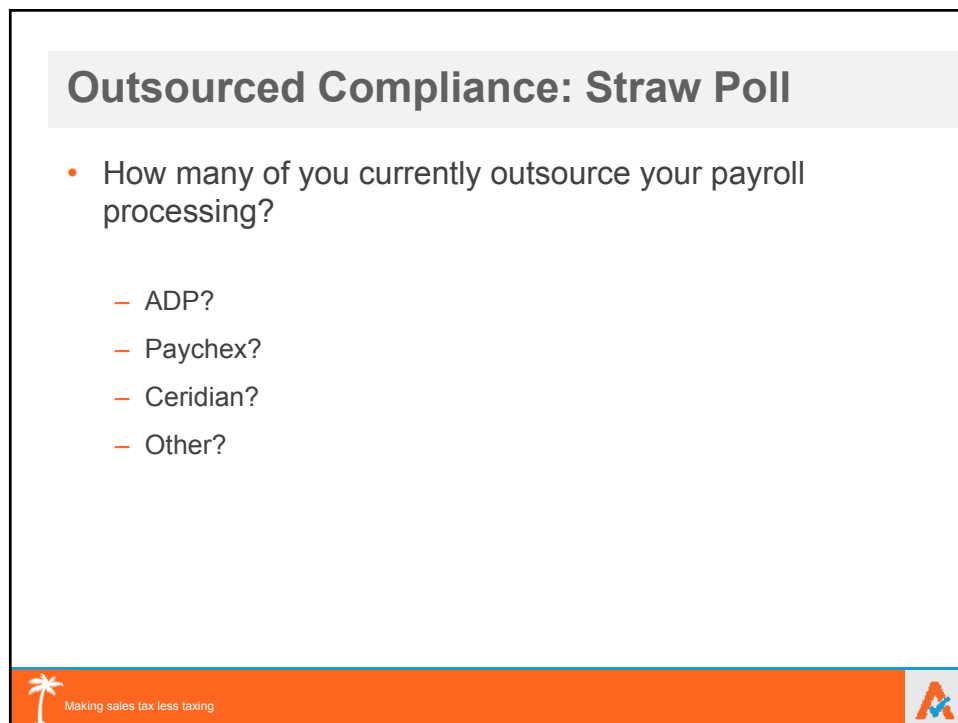 Outsourced Compliance: Straw Poll
• How many of you currently outsource your payroll
processing?
– ADP?
– Paychex?
– Ceridian?
– Other?
Making sales tax less taxing